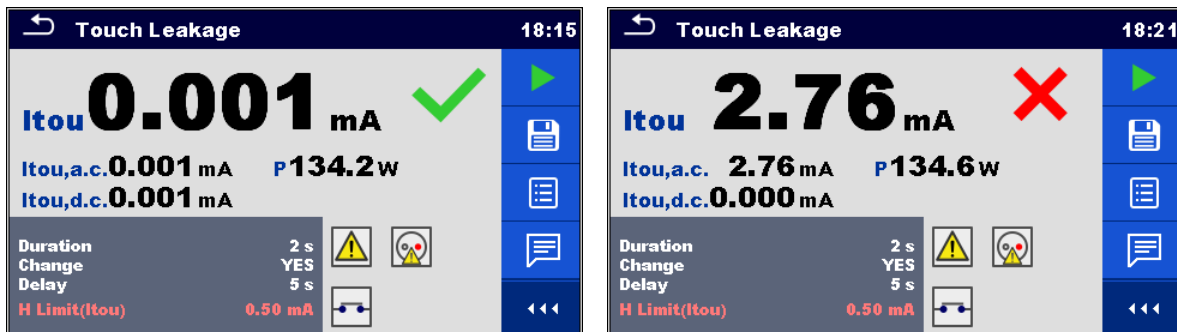 Touch Leakage 18:15
Itou 0.001 mA
Itou,a.c. 0.001 mA P 134.2 W
Itou,d.c. 0.001 mA
Duration 2 s
Change YES
Delay 5 s
H Limit(Itou) 0.50 mA
Touch Leakage 18:21
Itou 2.76 mA
Itou,a.c. 2.76 mA P 134.6 W
Itou,d.c. 0.000 mA
Duration 2 s
Change YES
Delay 5 s
H Limit(Itou) 0.50 mA